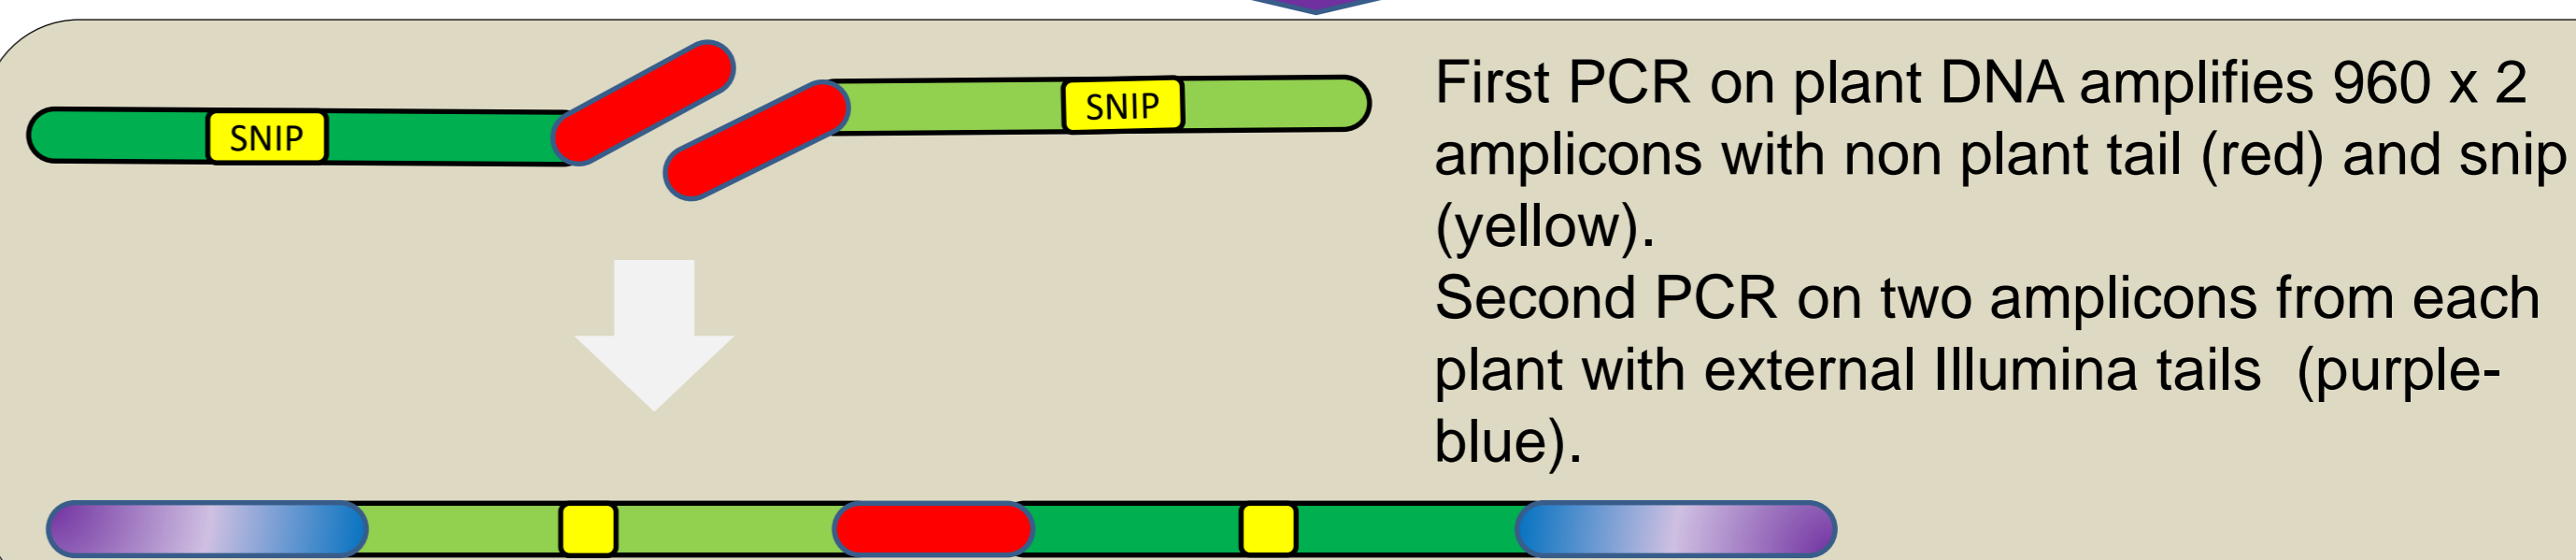 SNIP
SNIP
First PCR on plant DNA amplifies 960 x 2
amplicons with non plant tail (red) and snip
(yellow).
Second PCR on two amplicons from each
plant with external Illumina tails  (purple-
blue).